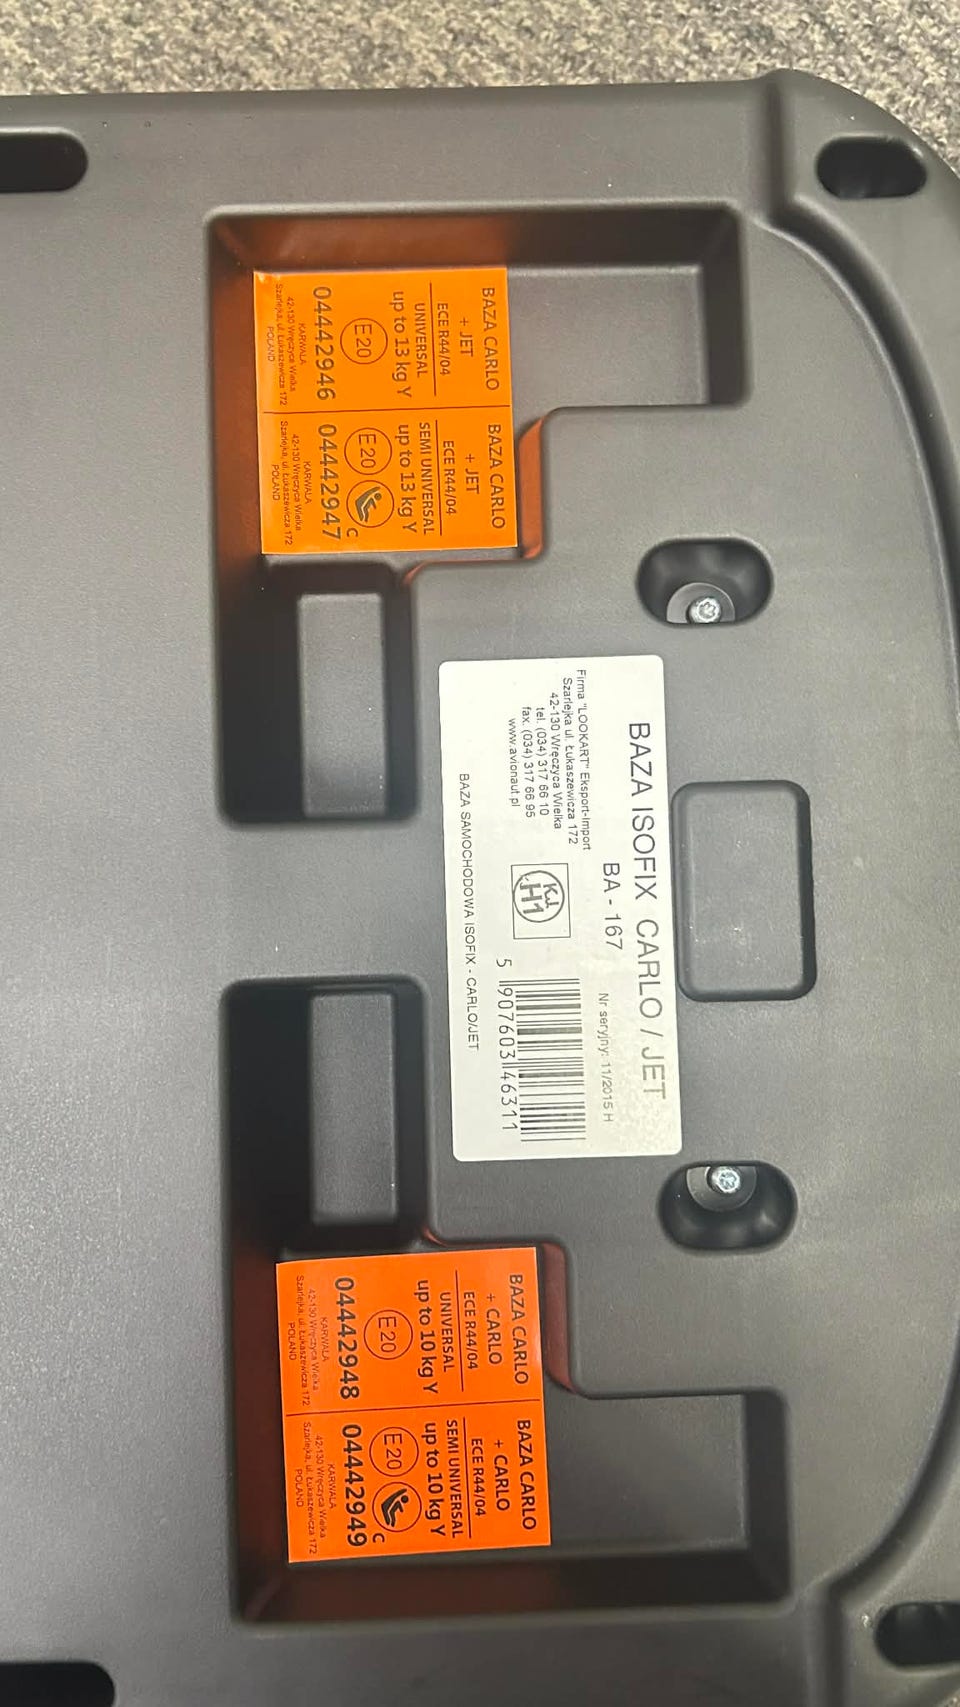 BAZA CARLO
+ JET
ECE R44/04
UNIVERSAL
up to 13 kg Y
E20
04442946
KARWALA
42-130 Wręczyca Wielka
Szarlejka, ul. Łukaszewicza 172
POLAND
BAZA CARLO
+ JET
ECE R44/04
SEMI UNIVERSAL
up to 13 kg Y
E20
C
04442947
KARWALA
42-130 Wręczyca Wielka
Szarlejka, ul. Łukaszewicza 172
POLAND
BAZA ISOFIX CARLO / JET
BA - 167
Nr seryjny: 11/2015 H
Firma "LOOKART" Eksport-Import
Szarlejka ul. Łukaszewicza 172
42-130 Wręczyca Wielka
tel. (034) 317 66 10
fax. (034) 317 66 95
www.avionaut.pl
KJ
H1
5 907603 463111
BAZA SAMOCHODOWA ISOFIX - CARLO/JET
BAZA CARLO
+ CARLO
ECE R44/04
UNIVERSAL
up to 10 kg Y
E20
04442948
KARWALA
42-130 Wręczyca Wielka
Szarlejka, ul. Łukaszewicza 172
POLAND
BAZA CARLO
+ CARLO
ECE R44/04
SEMI UNIVERSAL
up to 10 kg Y
E20
C
04442949
KARWALA
42-130 Wręczyca Wielka
Szarlejka, ul. Łukaszewicza 172
POLAND